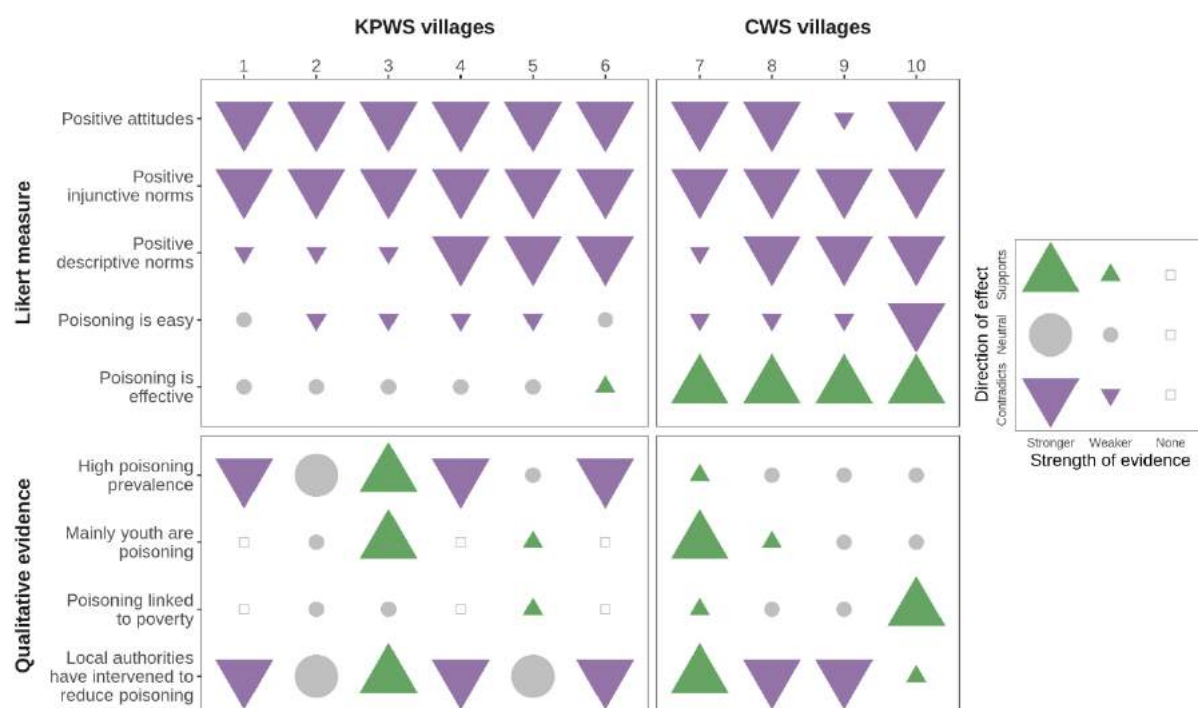 KPWS villages
CWS villages
1 2 3 4 5 6 7 8 9 10
Likert measure
Positive attitudes
Positive
injunctive norms
Positive
descriptive norms
Poisoning is easy
Poisoning is
effective
Qualitative evidence
High poisoning
prevalence
Mainly youth are
poisoning
Poisoning linked
to poverty
Local authorities
have intervened to
reduce poisoning
Direction of effect
Supports
Neutral
Contradicts
Stronger Weaker None
Strength of evidence